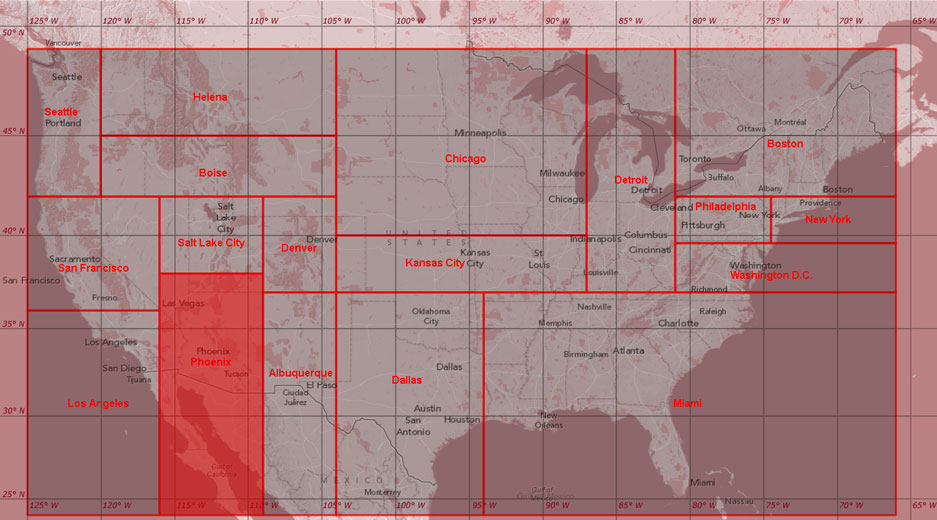 125° W 120° W 115° W 110° W 105° W 100° W 95° W 90° W 85° W 80° W 75° W 70° W 65° W
50° N
Vancouver
Seattle
Helena
Seattle
Portland
45° N
Minneapolis
Ottawa
Montréal
Boston
Chicago
Toronto
Boise
Milwaukee
Detroit
Buffalo
Detroit
Albany
Boston
Chicago
Cleveland
Philadelphia
Providence
Salt
Lake
City
New York
New York
Pittsburgh
40° N
UNITED
STATES
Denver
Indianapolis
Columbus
Salt Lake City
Denver
Cincinnati
Sacramento
San Francisco
Kansas City
Kansas
City
St
Louis
Washington
Washington D.C.
San Francisco
Louisville
Richmond
Fresno
Las Vegas
Nashville
Oklahoma
City
Raleigh
35° N
Memphis
Charlotte
Los Angeles
Phoenix
Phoenix
Birmingham
Atlanta
San Diego
Tijuana
Tucson
Albuquerque
Dallas
Dallas
El Paso
Ciudad
Juárez
Los Angeles
Miami
30° N
Austin
San
Antonio
Houston
New
Orleans
Gulf of
California
MÉXICO
Monterrey
Gulf of
Mexico
Miami
25° N
Nassau
125° W 120° W 115° W 110° W 105° W 100° W 95° W 90° W 85° W 80° W 75° W 70° W 65° W